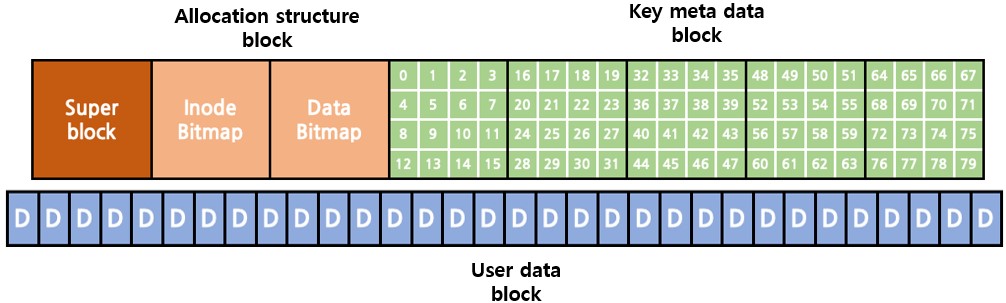 Allocation structure
block
Key meta data
block
Super
block
Inode
Bitmap
Data
Bitmap
0 1 2 3 16 17 18 19 32 33 34 35 48 49 50 51 64 65 66 67
4 5 6 7 20 21 22 23 36 37 38 39 52 53 54 55 68 69 70 71
8 9 10 11 24 25 26 27 40 41 42 43 56 57 58 59 72 73 74 75
12 13 14 15 28 29 30 31 44 45 46 47 60 61 62 63 76 77 78 79
D D D D D D D D D D D D D D D D D D D D D D D D D D D D D D D D
User data
block